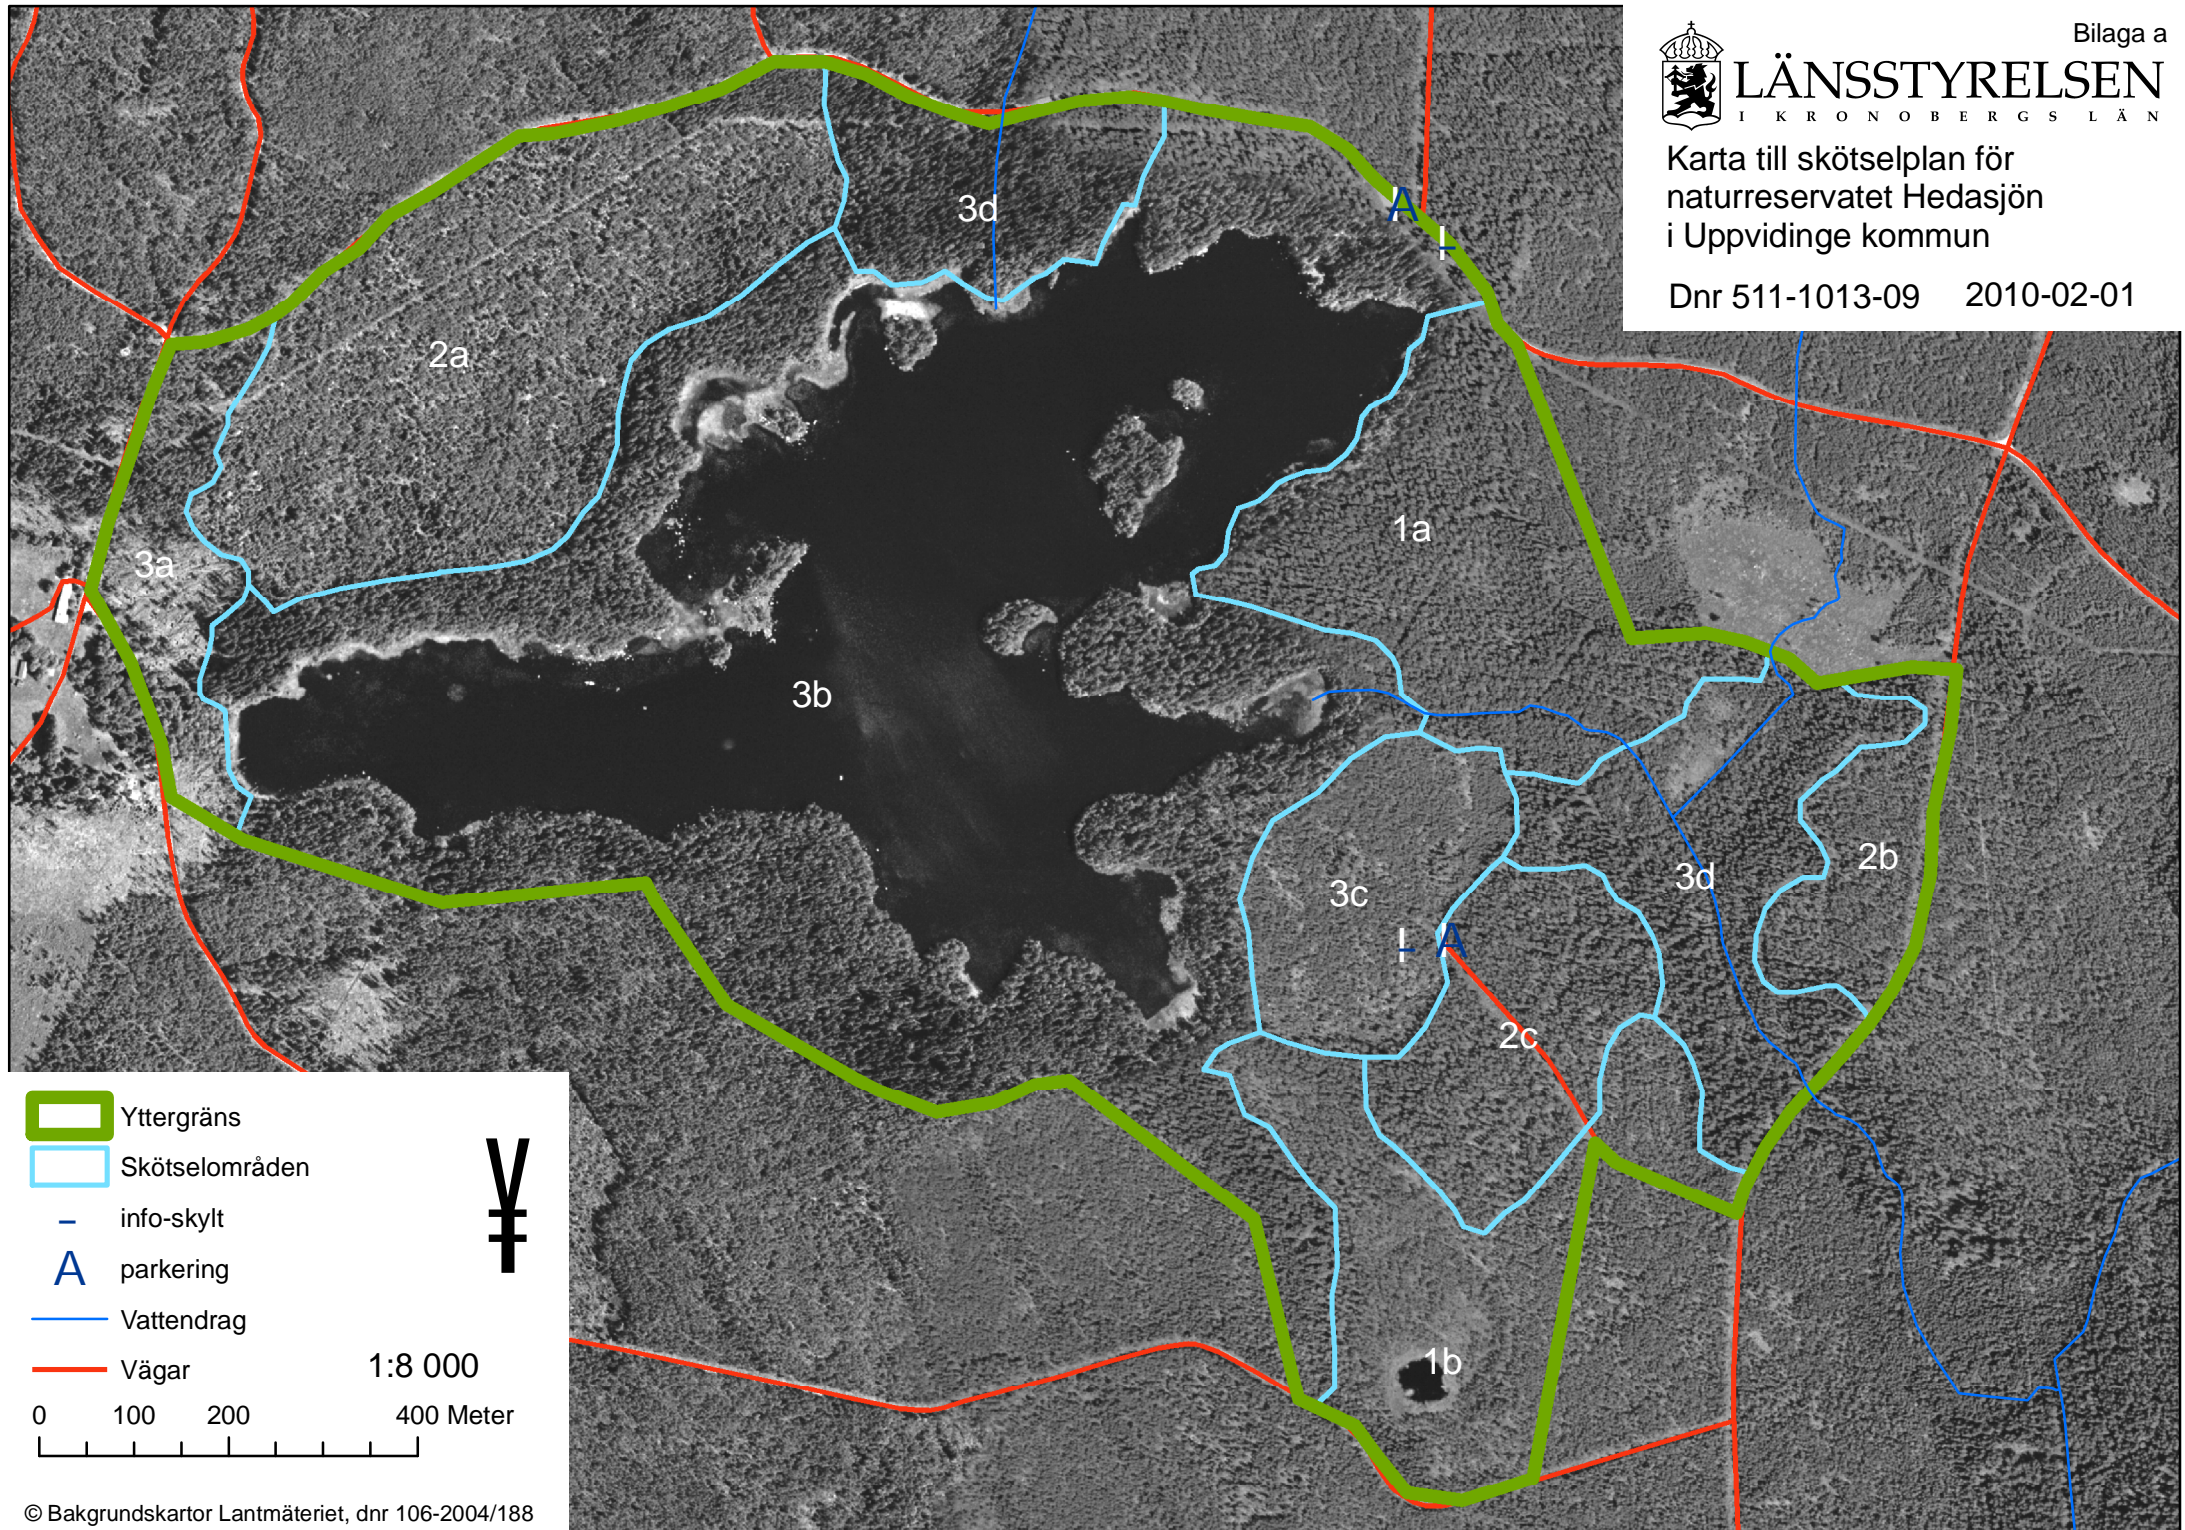 Bilaga a
LÄNSSTYRELSEN
I KRONOBERGS LÄN
Karta till skötselplan för
naturreservatet Hedasjön
i Uppvidinge kommun
Dnr 511-1013-09 2010-02-01
3d
A
2a
1a
3a
3b
2b
3d
3c
A
2c
1b
Yttergräns
Skötselområden
info-skylt
A parkering
Vattendrag
Vägar 1:8 000
0 100 200 400 Meter
© Bakgrundskartor Lantmäteriet, dnr 106-2004/188